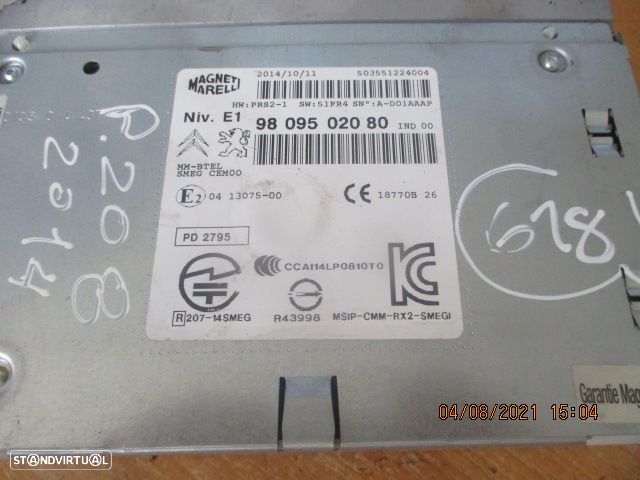 MAGNETI
MARELLI
2014/10/11
503551224004
HW:PRS2-1 SW:51FR4 SN°:A-D01AAAP
Niv. E1
98 095 020 80 IND 00
MM-BTEL
SMEG CEM00
E2 04 13075-00
CE 18770B 26
PD 2795
CCAI14LP0810T0
R 207-14SMEG
R43998
MSIP-CMM-RX2-SMEGI
P.208
2014
618
Garantie Mag
04/08/2021 15:04
STANDVIRTUAL